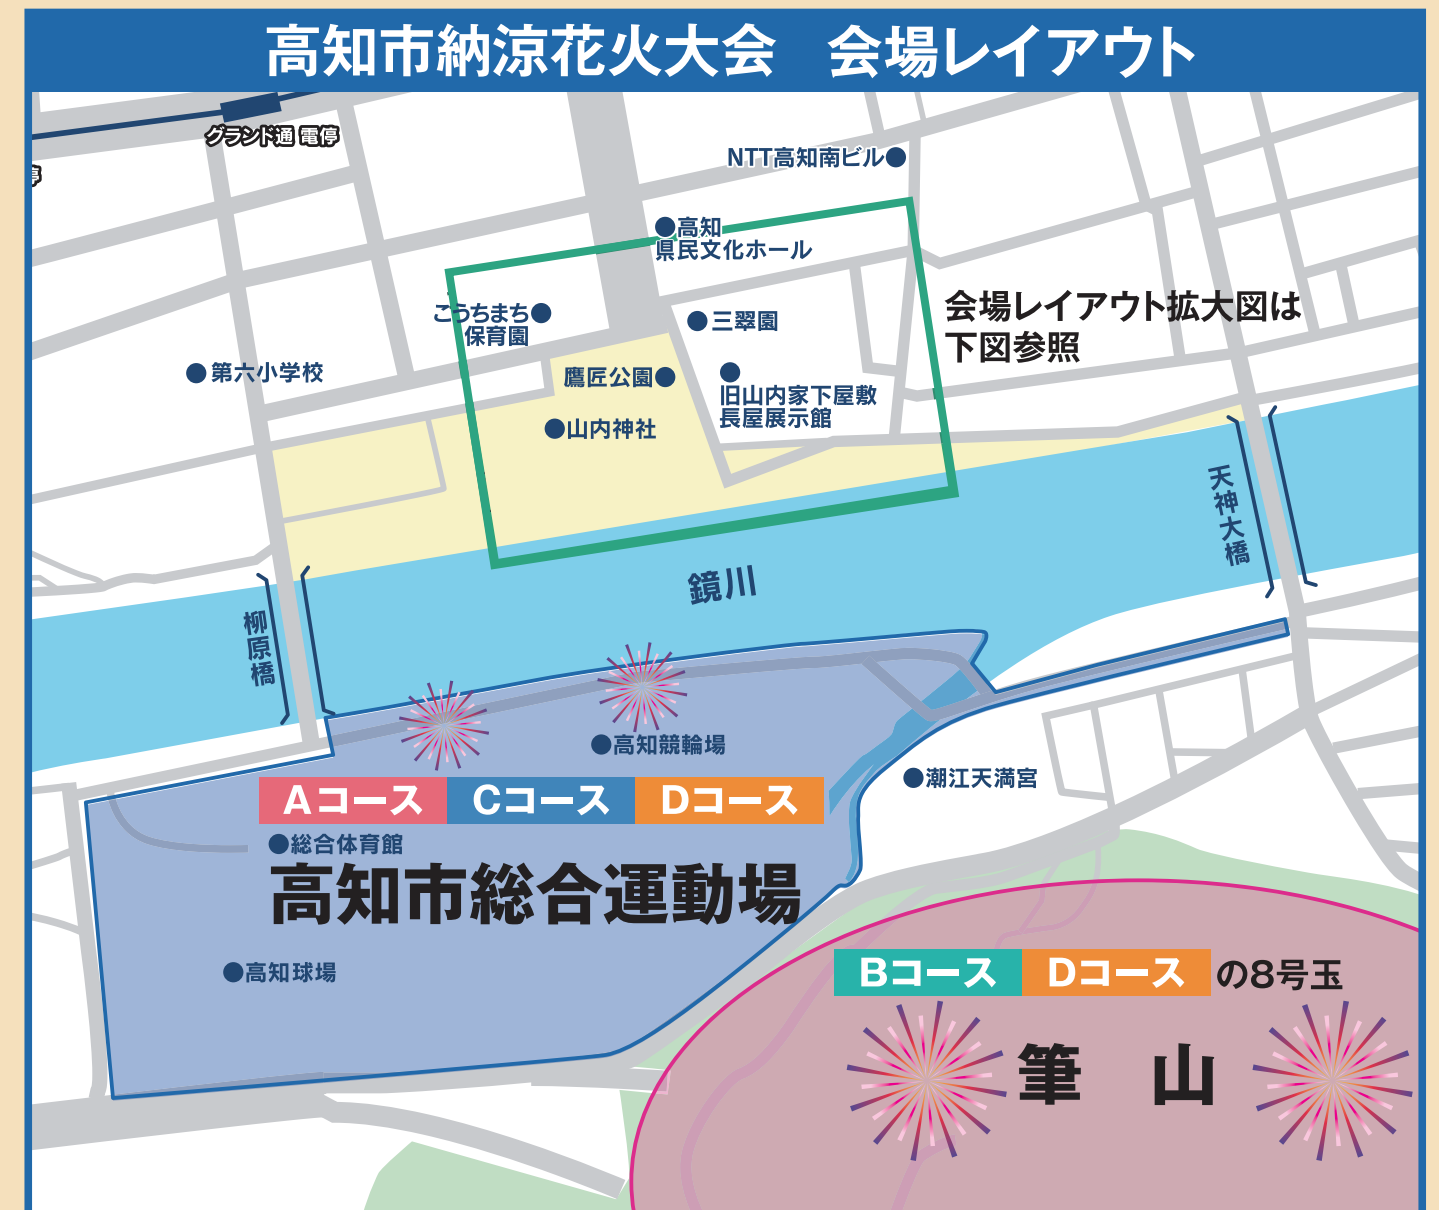 高知市納涼花火大会　会場レイアウト
グランド通 電停
停
NTT高知南ビル
高知
県民文化ホール
こうちまち
保育園
三翠園
会場レイアウト拡大図は
下図参照
第六小学校
鷹匠公園
旧山内家下屋敷
長屋展示館
山内神社
天神大橋
鏡川
柳原橋
高知競輪場
潮江天満宮
Aコース
Cコース
Dコース
総合体育館
高知市総合運動場
高知球場
Bコース
Dコース
の8号玉
筆　山